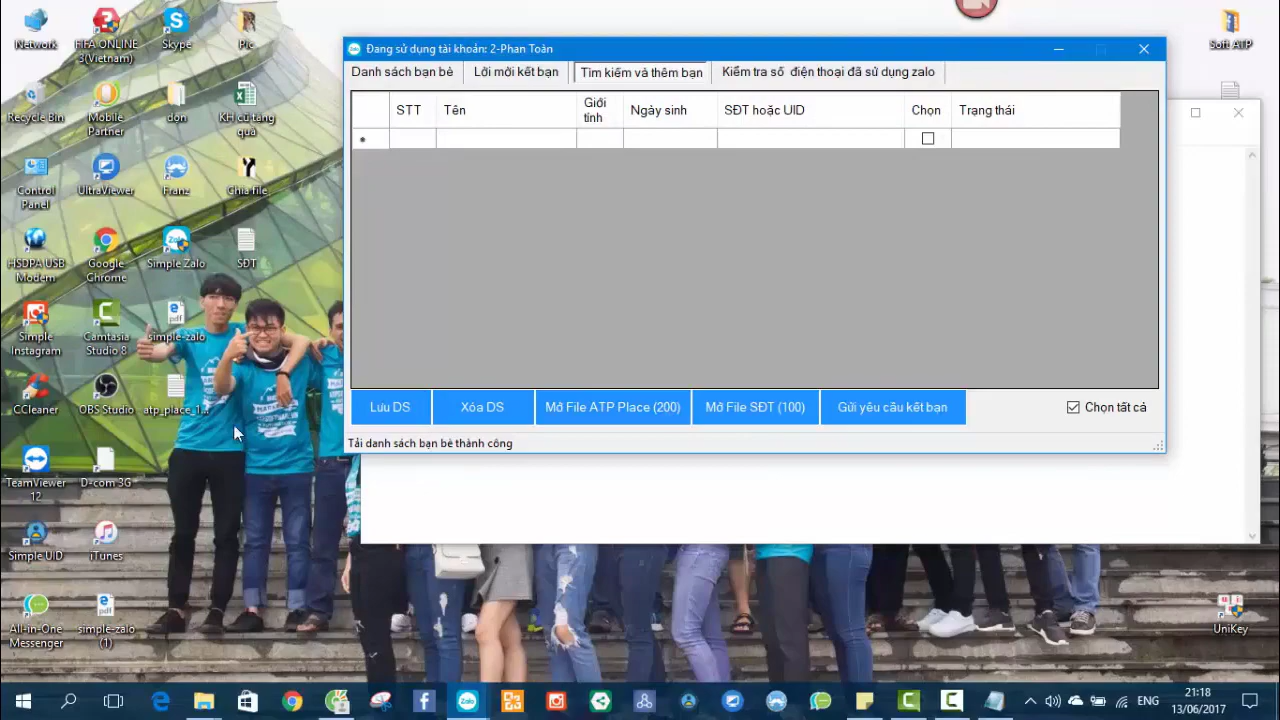 Network
FIFA ONLINE
3(Vietnam)
Skype
Pic
Soft ATP
Recycle Bin
Mobile
Partner
dọn
KH cũ tặng
quà
Control
Panel
UltraViewer
Franz
Chia file
HSDPA USB
Modem
Google
Chrome
Simple Zalo
SĐT
Simple
Instagram
Camtasia
Studio 8
simple-zalo
CCleaner
OBS Studio
atp_place_1...
TeamViewer
12
D-com 3G
Simple UID
iTunes
All-in-One
Messenger
simple-zalo
(1)
UniKey
Đang sử dụng tài khoản: 2-Phan Toàn
Danh sách bạn bè
Lời mời kết bạn
Tìm kiếm và thêm bạn
Kiểm tra số điện thoại đã sử dụng zalo
STT
Tên
Giới
tính
Ngày sinh
SĐT hoặc UID
Chọn
Trạng thái
Lưu DS
Xóa DS
Mở File ATP Place (200)
Mở File SĐT (100)
Gửi yêu cầu kết bạn
Chọn tất cả
Tải danh sách bạn bè thành công
ENG
21:18
13/06/2017